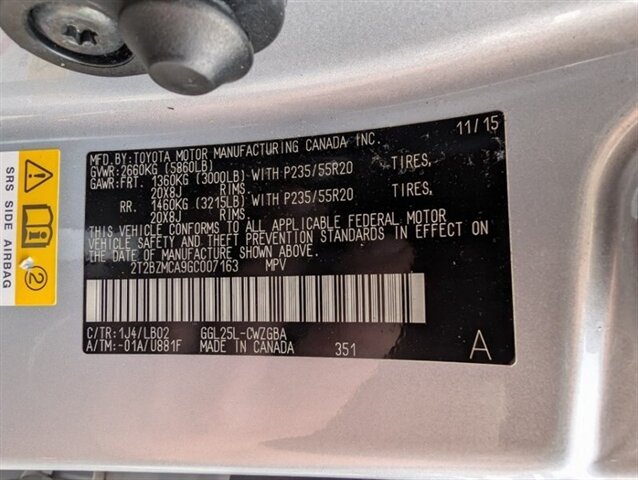 MFD.BY:TOYOTA MOTOR MANUFACTURING CANADA INC. 11/15
GVWR:2660KG (5860LB)
GAWR:FRT. 1360KG (3000LB) WITH P235/55R20 TIRES,
20X8J RIMS,
RR. 1460KG (3215LB) WITH P235/55R20 TIRES,
20X8J RIMS.
THIS VEHICLE CONFORMS TO ALL APPLICABLE FEDERAL MOTOR
VEHICLE SAFETY AND THEFT PREVENTION STANDARDS IN EFFECT ON
THE DATE OF MANUFACTURE SHOWN ABOVE.
2T2BZMCA9GC007163 MPV
C/TR:1J4/LB02 GGL25L-CWZGBA
A/TM:-01A/U881F MADE IN CANADA 351 A
SRS SIDE AIRBAG
2